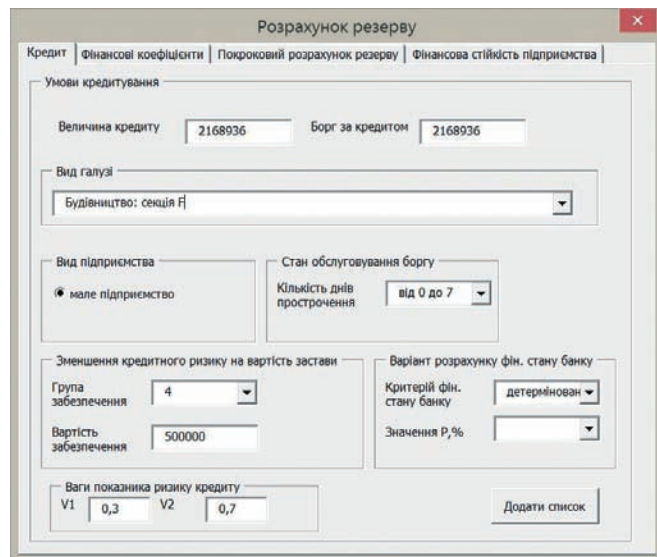 Розрахунок резерву
Кредит Фінансові коефіцієнти Покроковий розрахунок резерву Фінансова стійкість підприємства
Умови кредитування
Величина кредиту 2168936 Борг за кредитом 2168936
Вид галузі
Будівництво: секція F
Вид підприємства
мале підприємство
Стан обслуговування боргу
Кількість днів
прострочення
від 0 до 7
Зменшення кредитного ризику на вартість застави
Група
забезпечення
4
Вартість
забезпечення
500000
Варіант розрахунку фін. стану банку
Критерій фін.
стану банку
детермінован
Значення P,%
Ваги показника ризику кредиту
V1 0,3 V2 0,7
Додати список